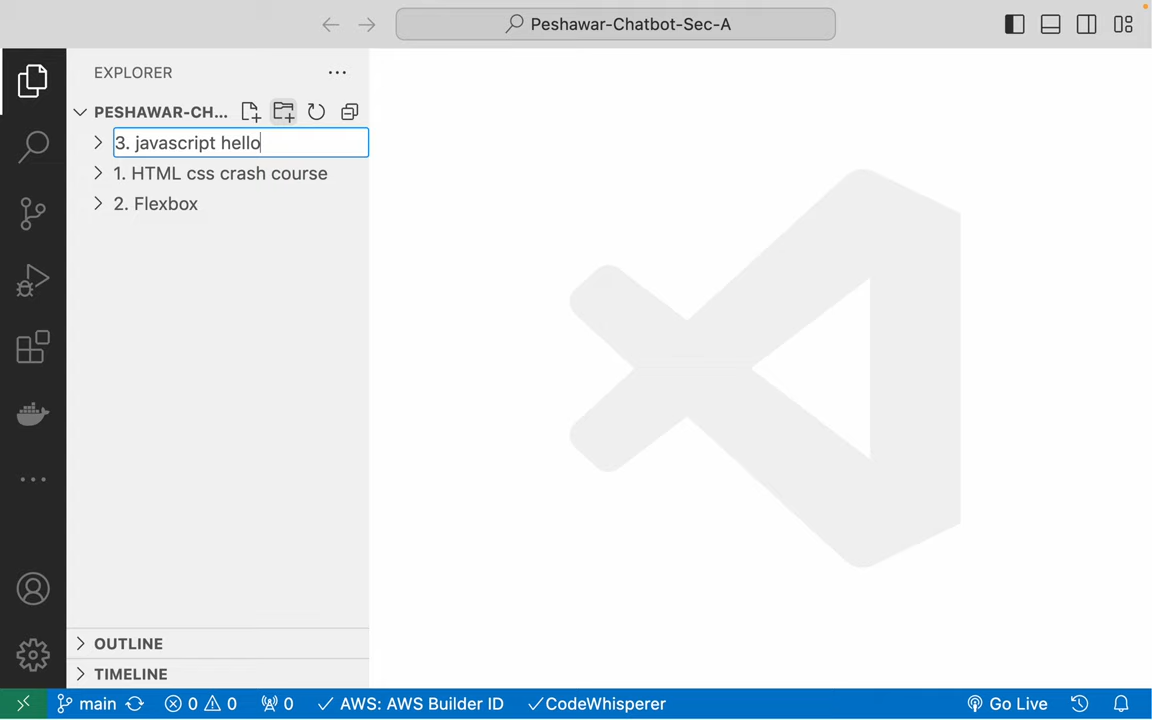 Peshawar-Chatbot-Sec-A
EXPLORER
PESHAWAR-CH...
3. javascript hello
1. HTML css crash course
2. Flexbox
OUTLINE
TIMELINE
main 0 0 0 AWS: AWS Builder ID CodeWhisperer Go Live